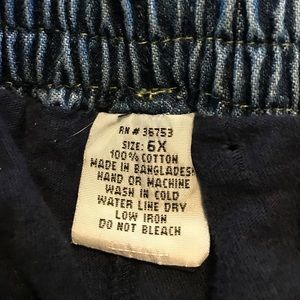 RN # 36753
SIZE: 6X
100% COTTON
MADE IN BANGLADESH
HAND OR MACHINE
WASH IN COLD
WATER LINE DRY
LOW IRON
DO NOT BLEACH